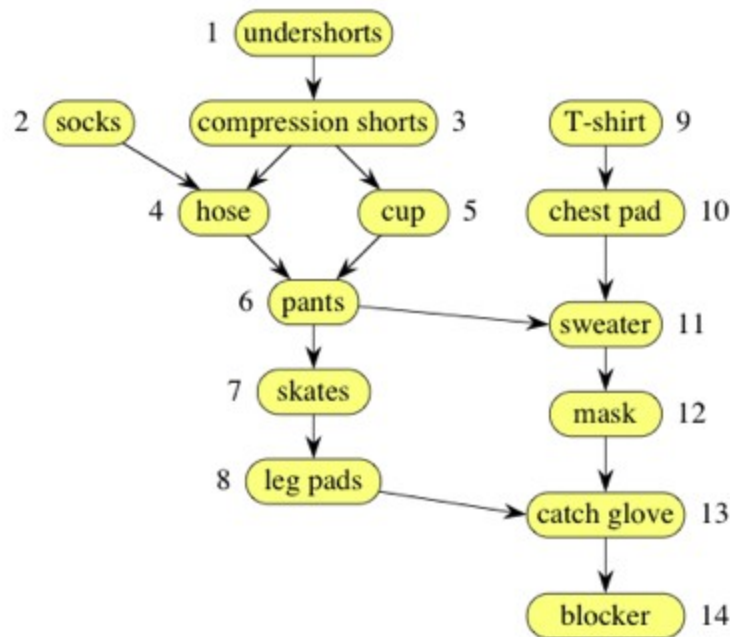 1 undershorts
2 socks
compression shorts 3
T-shirt 9
4 hose
cup 5
chest pad 10
6 pants
sweater 11
7 skates
mask 12
8 leg pads
catch glove 13
blocker 14